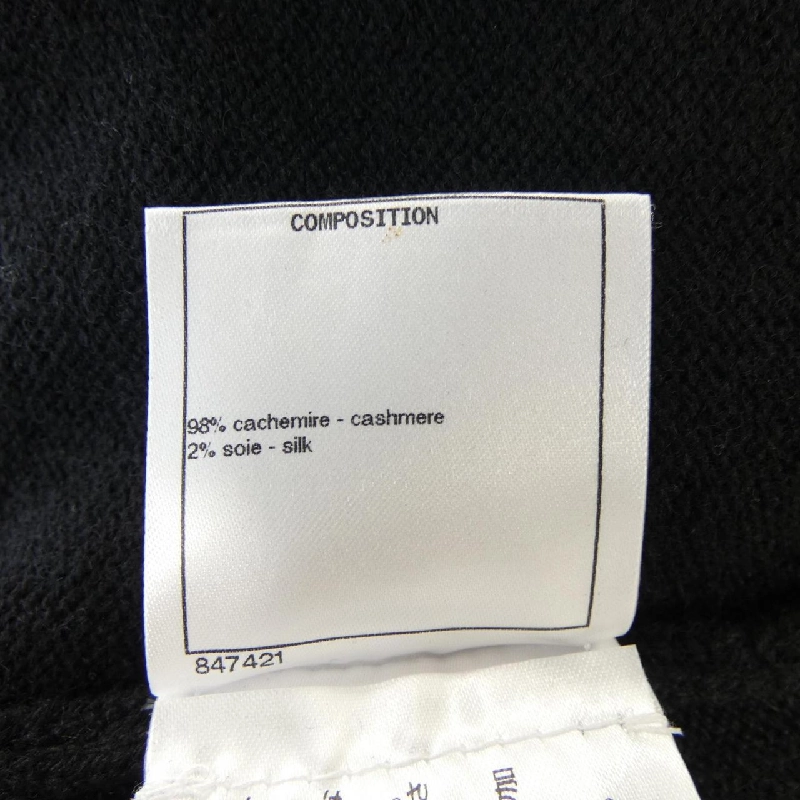 COMPOSITION
98% cachemire - cashmere
2% soie - silk
847421